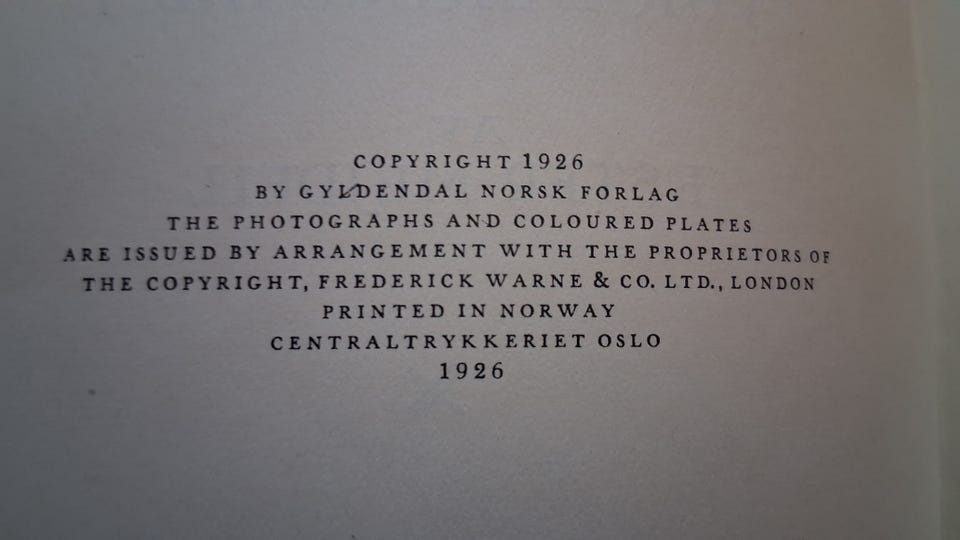 COPYRIGHT 1926
BY GYLDENDAL NORSK FORLAG
THE PHOTOGRAPHS AND COLOURED PLATES
ARE ISSUED BY ARRANGEMENT WITH THE PROPRIETORS OF
THE COPYRIGHT, FREDERICK WARNE & CO. LTD., LONDON
PRINTED IN NORWAY
CENTRALTRYKKERIET OSLO
1926